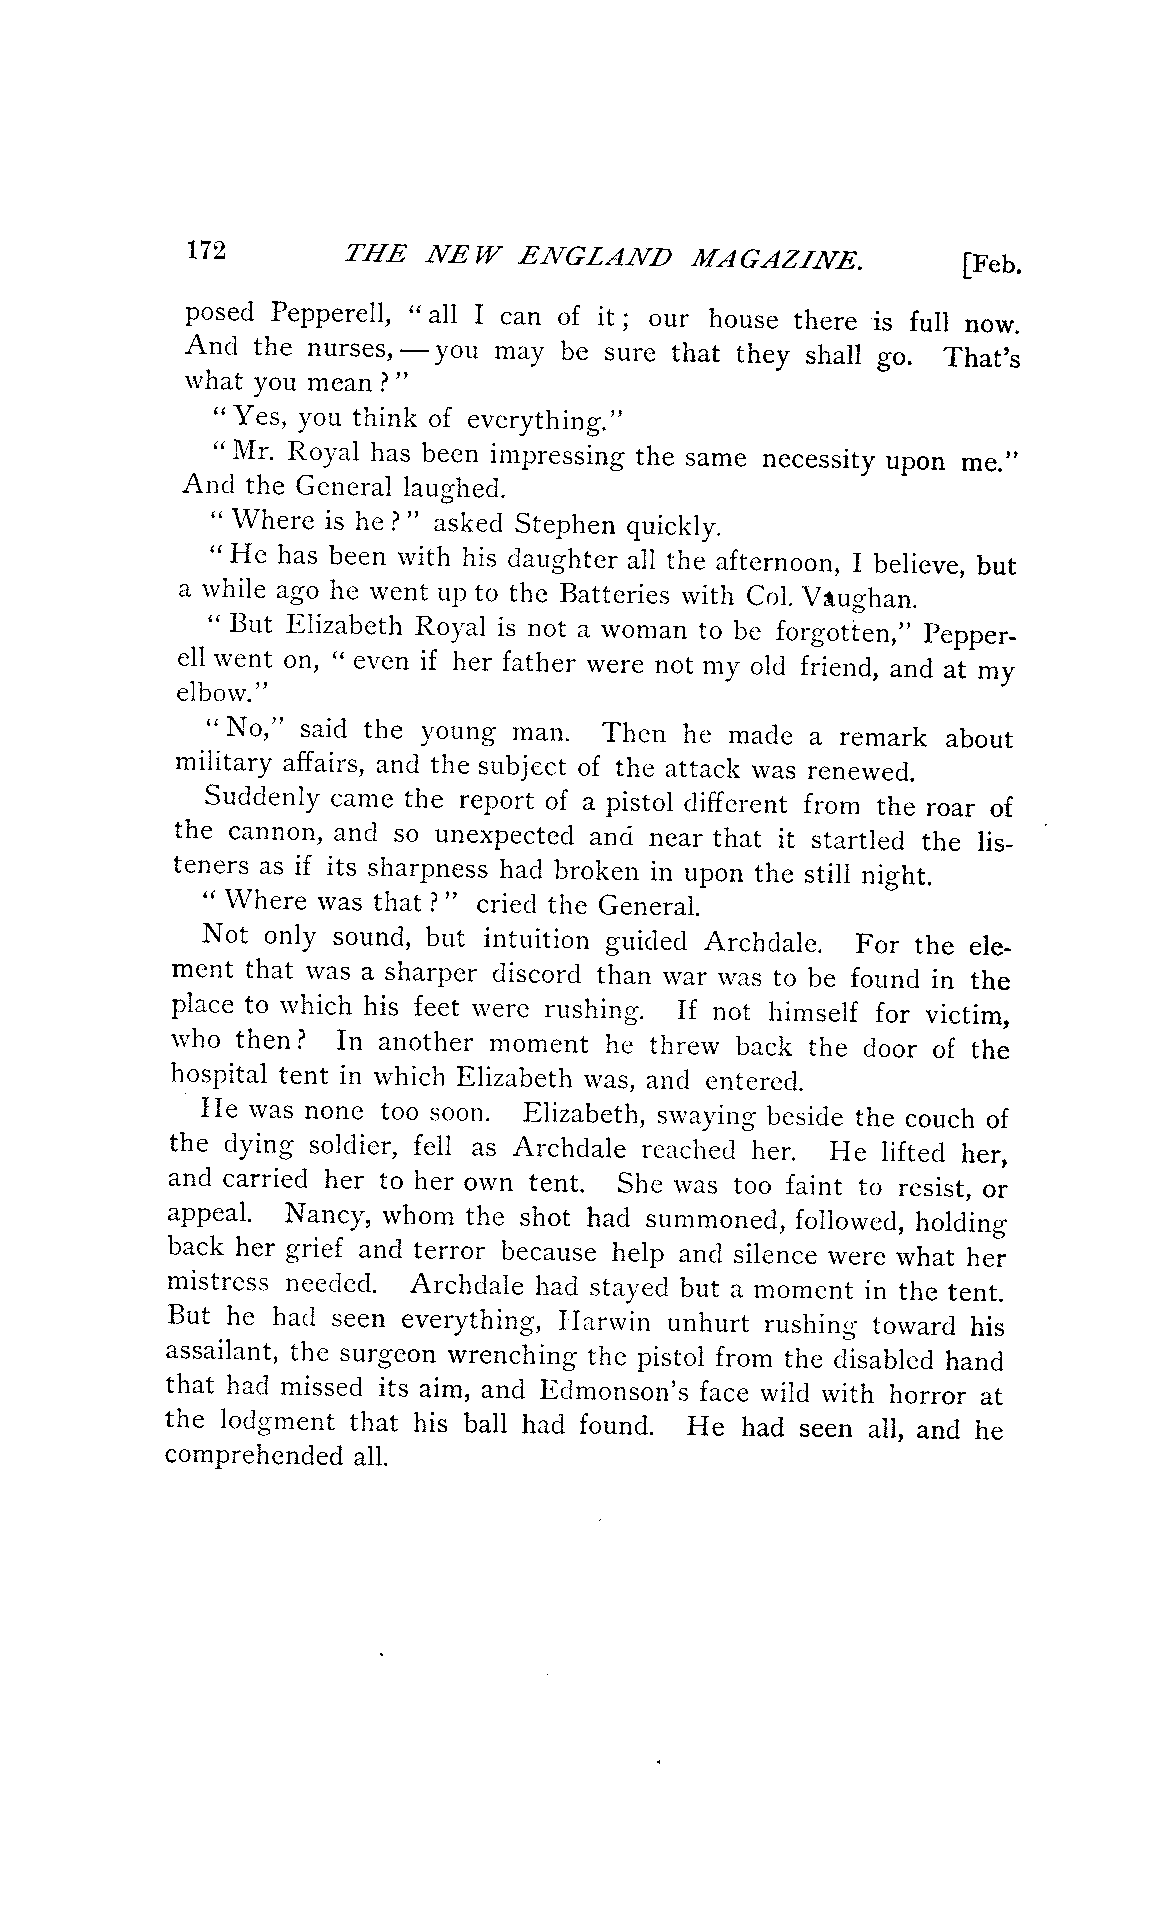 172 THE NEW ENGLAND MAGAZINE. [Feb.
posed Pepperell, "all I can of it; our house there is full now.
And the nurses,—you may be sure that they shall go. That's
what you mean?"
"Yes, you think of everything."
"Mr. Royal has been impressing the same necessity upon me."
And the General laughed.
"Where is he?" asked Stephen quickly.
"He has been with his daughter all the afternoon, I believe, but
a while ago he went up to the Batteries with Col. Vaughan.
"But Elizabeth Royal is not a woman to be forgotten," Pepper-
ell went on, "even if her father were not my old friend, and at my
elbow."
"No," said the young man. Then he made a remark about
military affairs, and the subject of the attack was renewed.
Suddenly came the report of a pistol different from the roar of
the cannon, and so unexpected and near that it startled the lis-
teners as if its sharpness had broken in upon the still night.
"Where was that?" cried the General.
Not only sound, but intuition guided Archdale. For the ele-
ment that was a sharper discord than war was to be found in the
place to which his feet were rushing. If not himself for victim,
who then? In another moment he threw back the door of the
hospital tent in which Elizabeth was, and entered.
He was none too soon. Elizabeth, swaying beside the couch of
the dying soldier, fell as Archdale reached her. He lifted her,
and carried her to her own tent. She was too faint to resist, or
appeal. Nancy, whom the shot had summoned, followed, holding
back her grief and terror because help and silence were what her
mistress needed. Archdale had stayed but a moment in the tent.
But he had seen everything, Harwin unhurt rushing toward his
assailant, the surgeon wrenching the pistol from the disabled hand
that had missed its aim, and Edmonson's face wild with horror at
the lodgment that his ball had found. He had seen all, and he
comprehended all.